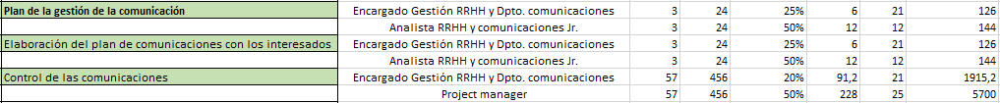 Plan de la gestión de la comunicación Encargado Gestión RRHH y Dpto. comunicaciones 3 24 25% 6 21 126
Analista RRHH y comunicaciones Jr. 3 24 50% 12 12 144
Elaboración del plan de comunicaciones con los interesados Encargado Gestión RRHH y Dpto. comunicaciones 3 24 25% 6 21 126
Analista RRHH y comunicaciones Jr. 3 24 50% 12 12 144
Control de las comunicaciones Encargado Gestión RRHH y Dpto. comunicaciones 57 456 20% 91,2 21 1915,2
Project manager 57 456 50% 228 25 5700